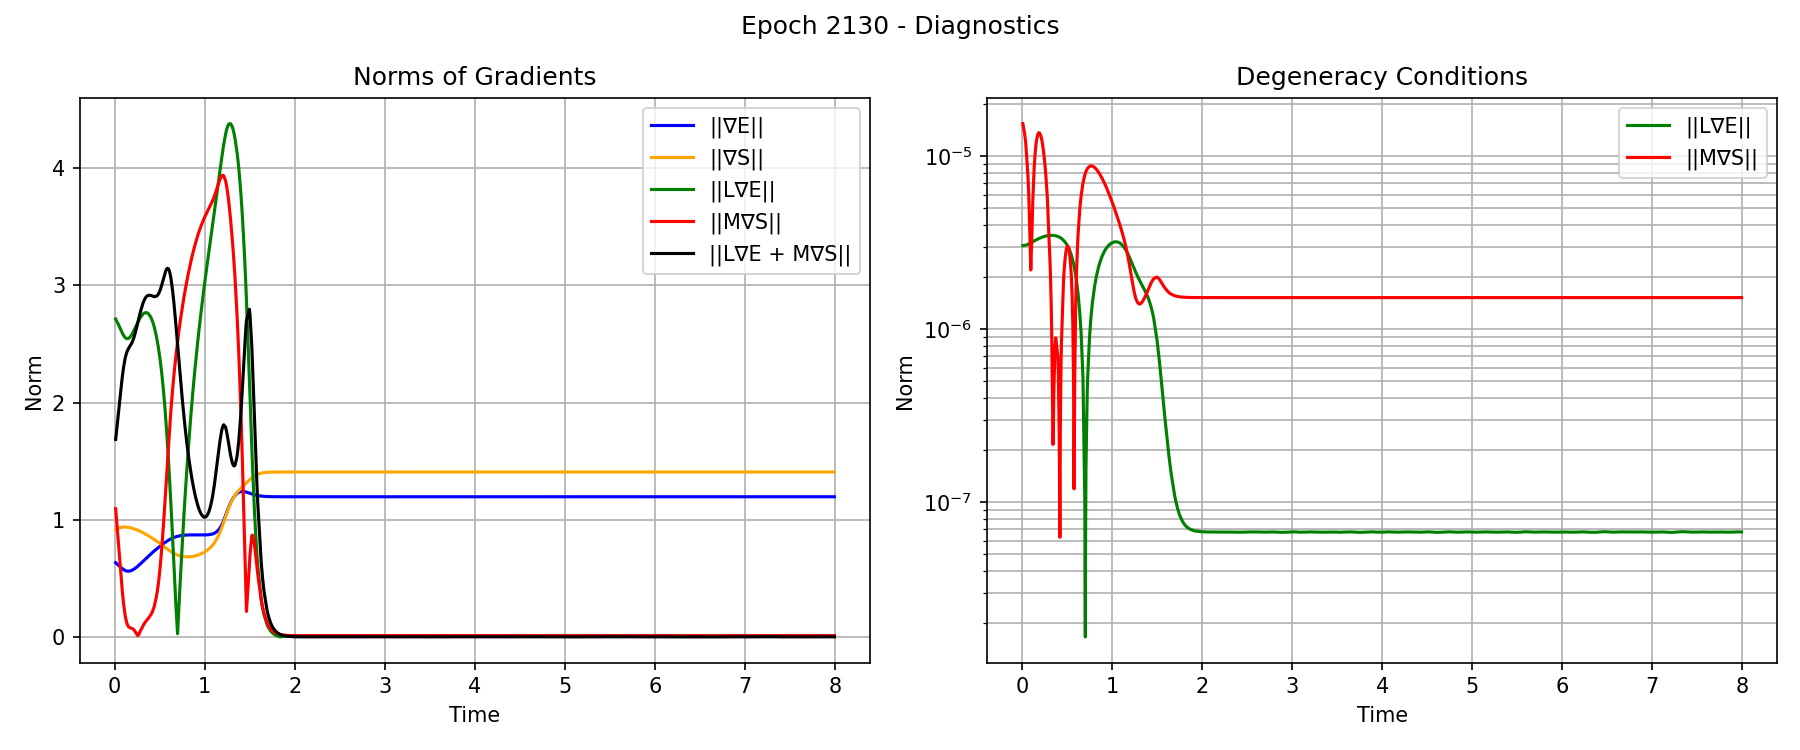 Epoch 2130 - Diagnostics
Norms of Gradients
Norm
4
3
2
1
0
0 1 2 3 4 5 6 7 8
Time
||∇E||
||∇S||
||L∇E||
||M∇S||
||L∇E + M∇S||
Degeneracy Conditions
Norm
10⁻⁵
10⁻⁶
10⁻⁷
0 1 2 3 4 5 6 7 8
Time
||L∇E||
||M∇S||